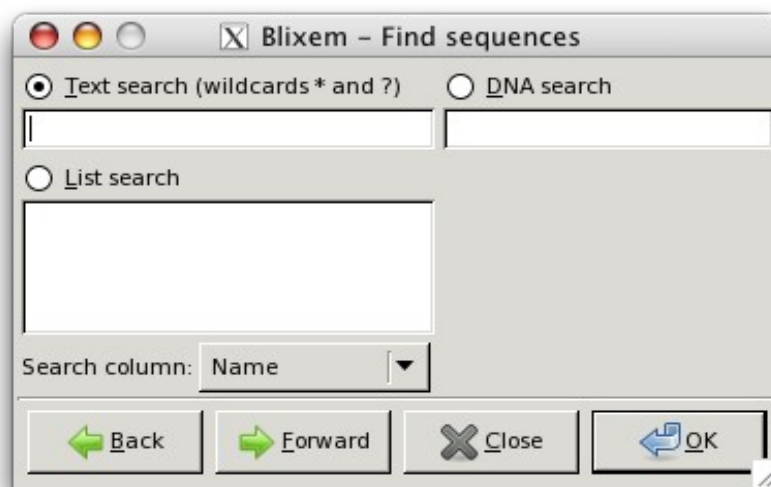 Blixem – Find sequences
Text search (wildcards * and ?) DNA search
List search
Search column: Name
Back Forward Close OK